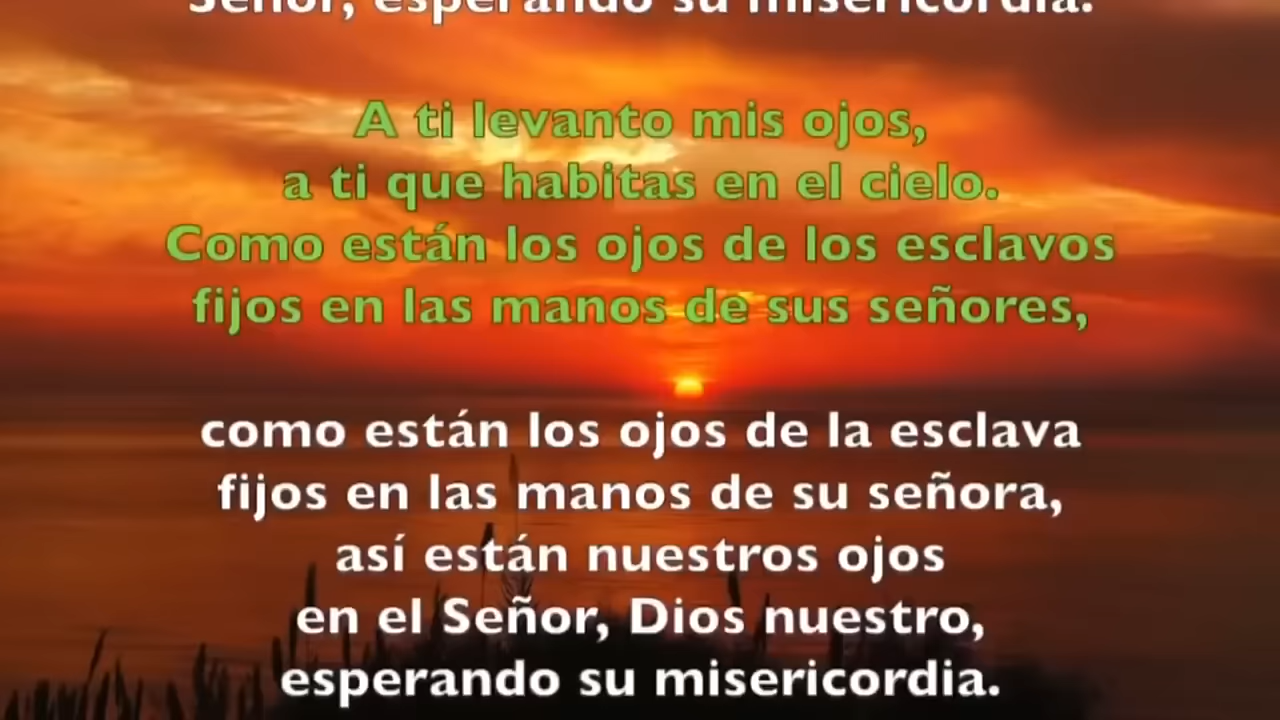 Señor, esperando su misericordia.
A ti levanto mis ojos,
a ti que habitas en el cielo.
Como están los ojos de los esclavos
fijos en las manos de sus señores,
como están los ojos de la esclava
fijos en las manos de su señora,
así están nuestros ojos
en el Señor, Dios nuestro,
esperando su misericordia.